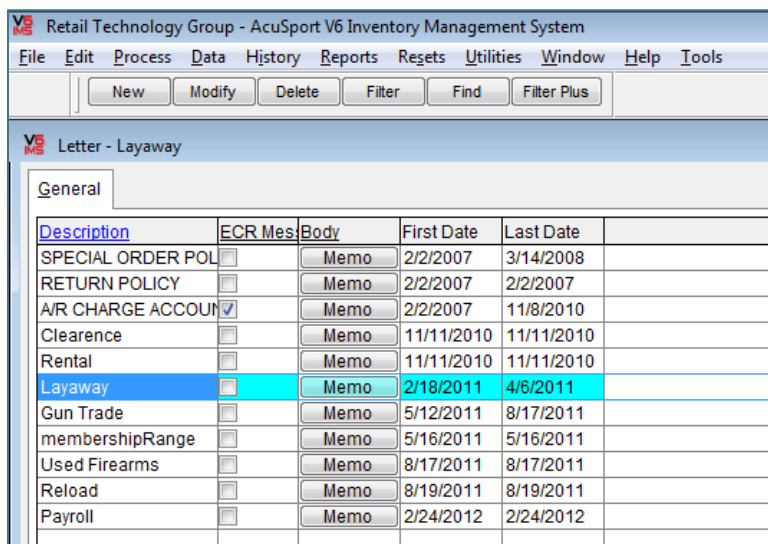 V6 IMS Retail Technology Group - AcuSport V6 Inventory Management System
File Edit Process Data History Reports Resets Utilities Window Help Tools
New Modify Delete Filter Find Filter Plus
V6 IMS Letter - Layaway
General
Description ECR Mes Body First Date Last Date
SPECIAL ORDER POL Memo 2/2/2007 3/14/2008
RETURN POLICY Memo 2/2/2007 2/2/2007
A/R CHARGE ACCOUN Memo 2/2/2007 11/8/2010
Clearence Memo 11/11/2010 11/11/2010
Rental Memo 11/11/2010 11/11/2010
Layaway Memo 2/18/2011 4/6/2011
Gun Trade Memo 5/12/2011 8/17/2011
membershipRange Memo 5/16/2011 5/16/2011
Used Firearms Memo 8/17/2011 8/17/2011
Reload Memo 8/19/2011 8/19/2011
Payroll Memo 2/24/2012 2/24/2012